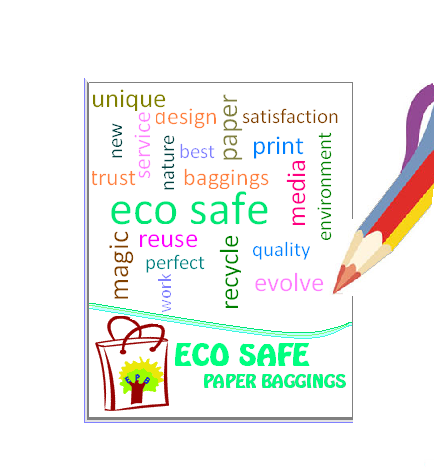 unique
design
paper
satisfaction
new
service
nature
best
print
trust
baggings
media
environment
eco safe
magic
reuse
perfect
work
recycle
quality
evolve
E P B
ECO SAFE
PAPER BAGGINGS